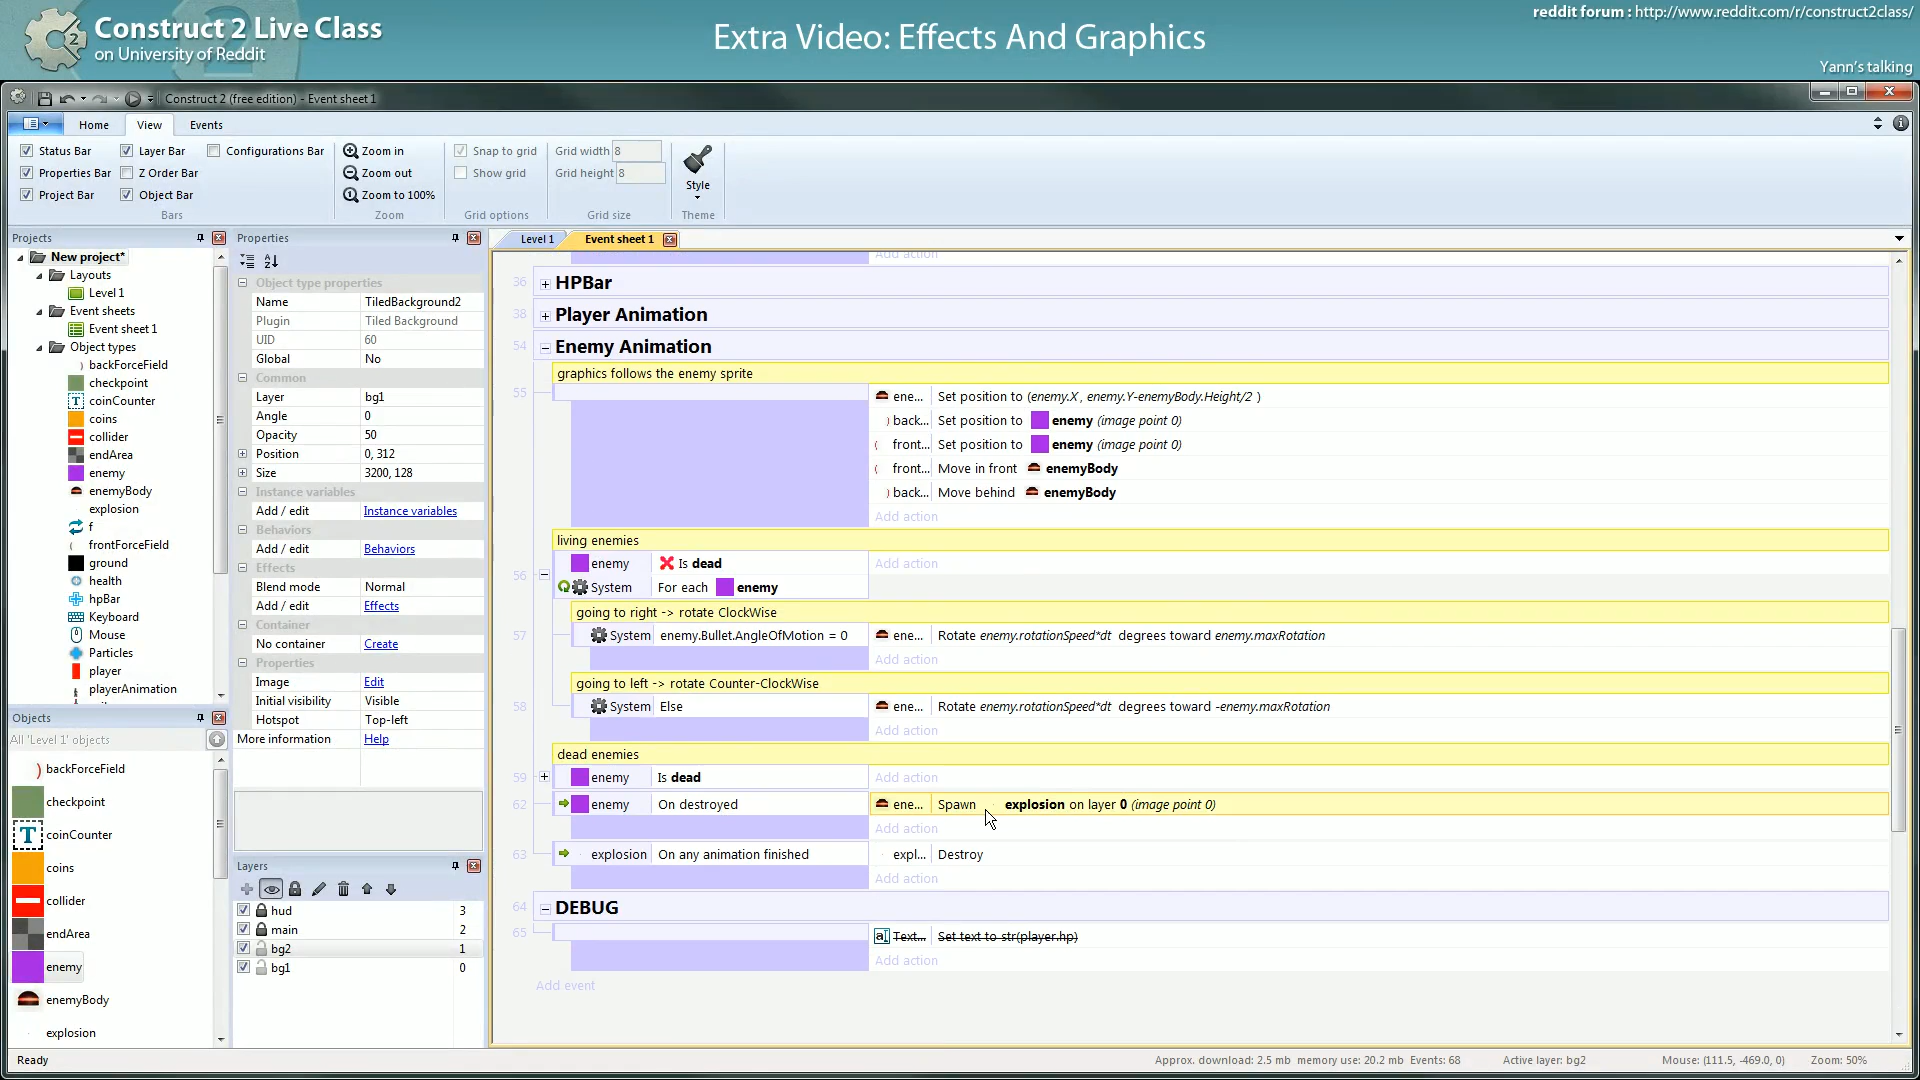 Construct 2 Live Class
on University of Reddit
Extra Video: Effects And Graphics
reddit forum : http://www.reddit.com/r/construct2class/
Yann's talking
Construct 2 (free edition) - Event sheet 1
Home View Events
Status Bar Layer Bar Configurations Bar
Properties Bar Z Order Bar
Project Bar Object Bar
Bars
Zoom in
Zoom out
Zoom to 100%
Zoom
Snap to grid
Show grid
Grid options
Grid width 8
Grid height 8
Grid size
Style
Theme
Projects
New project*
Layouts
Level 1
Event sheets
Event sheet 1
Object types
backForceField
checkpoint
coinCounter
coins
collider
endArea
enemy
enemyBody
explosion
f
frontForceField
ground
health
hpBar
Keyboard
Mouse
Particles
player
playerAnimation
Objects
All 'Level 1' objects
backForceField
checkpoint
coinCounter
coins
collider
endArea
enemy
enemyBody
explosion
Properties
Object type properties
Name TiledBackground2
Plugin Tiled Background
UID 60
Global No
Common
Layer bg1
Angle 0
Opacity 50
Position 0, 312
Size 3200, 128
Instance variables
Add / edit Instance variables
Behaviors
Add / edit Behaviors
Effects
Blend mode Normal
Add / edit Effects
Container
No container Create
Properties
Image Edit
Initial visibility Visible
Hotspot Top-left
More information Help
Layers
hud 3
main 2
bg2 1
bg1 0
Level 1 Event sheet 1
Add action
36 HPBar
38 Player Animation
54 Enemy Animation
graphics follows the enemy sprite
55 ene... Set position to (enemy.X , enemy.Y-enemyBody.Height/2 )
back... Set position to enemy (image point 0)
front... Set position to enemy (image point 0)
front... Move in front enemyBody
back... Move behind enemyBody
Add action
living enemies
56 enemy Is dead Add action
System For each enemy
going to right -> rotate ClockWise
57 System enemy.Bullet.AngleOfMotion = 0 ene... Rotate enemy.rotationSpeed*dt degrees toward enemy.maxRotation
Add action
going to left -> rotate Counter-ClockWise
58 System Else ene... Rotate enemy.rotationSpeed*dt degrees toward -enemy.maxRotation
Add action
dead enemies
59 enemy Is dead Add action
62 enemy On destroyed ene... Spawn explosion on layer 0 (image point 0)
Add action
63 explosion On any animation finished expl... Destroy
Add action
64 DEBUG
65 Text... Set text to str(player.hp)
Add action
Add event
Ready
Approx. download: 2.5 mb memory use: 20.2 mb Events: 68 Active layer: bg2 Mouse: (111.5, -469.0, 0) Zoom: 50%